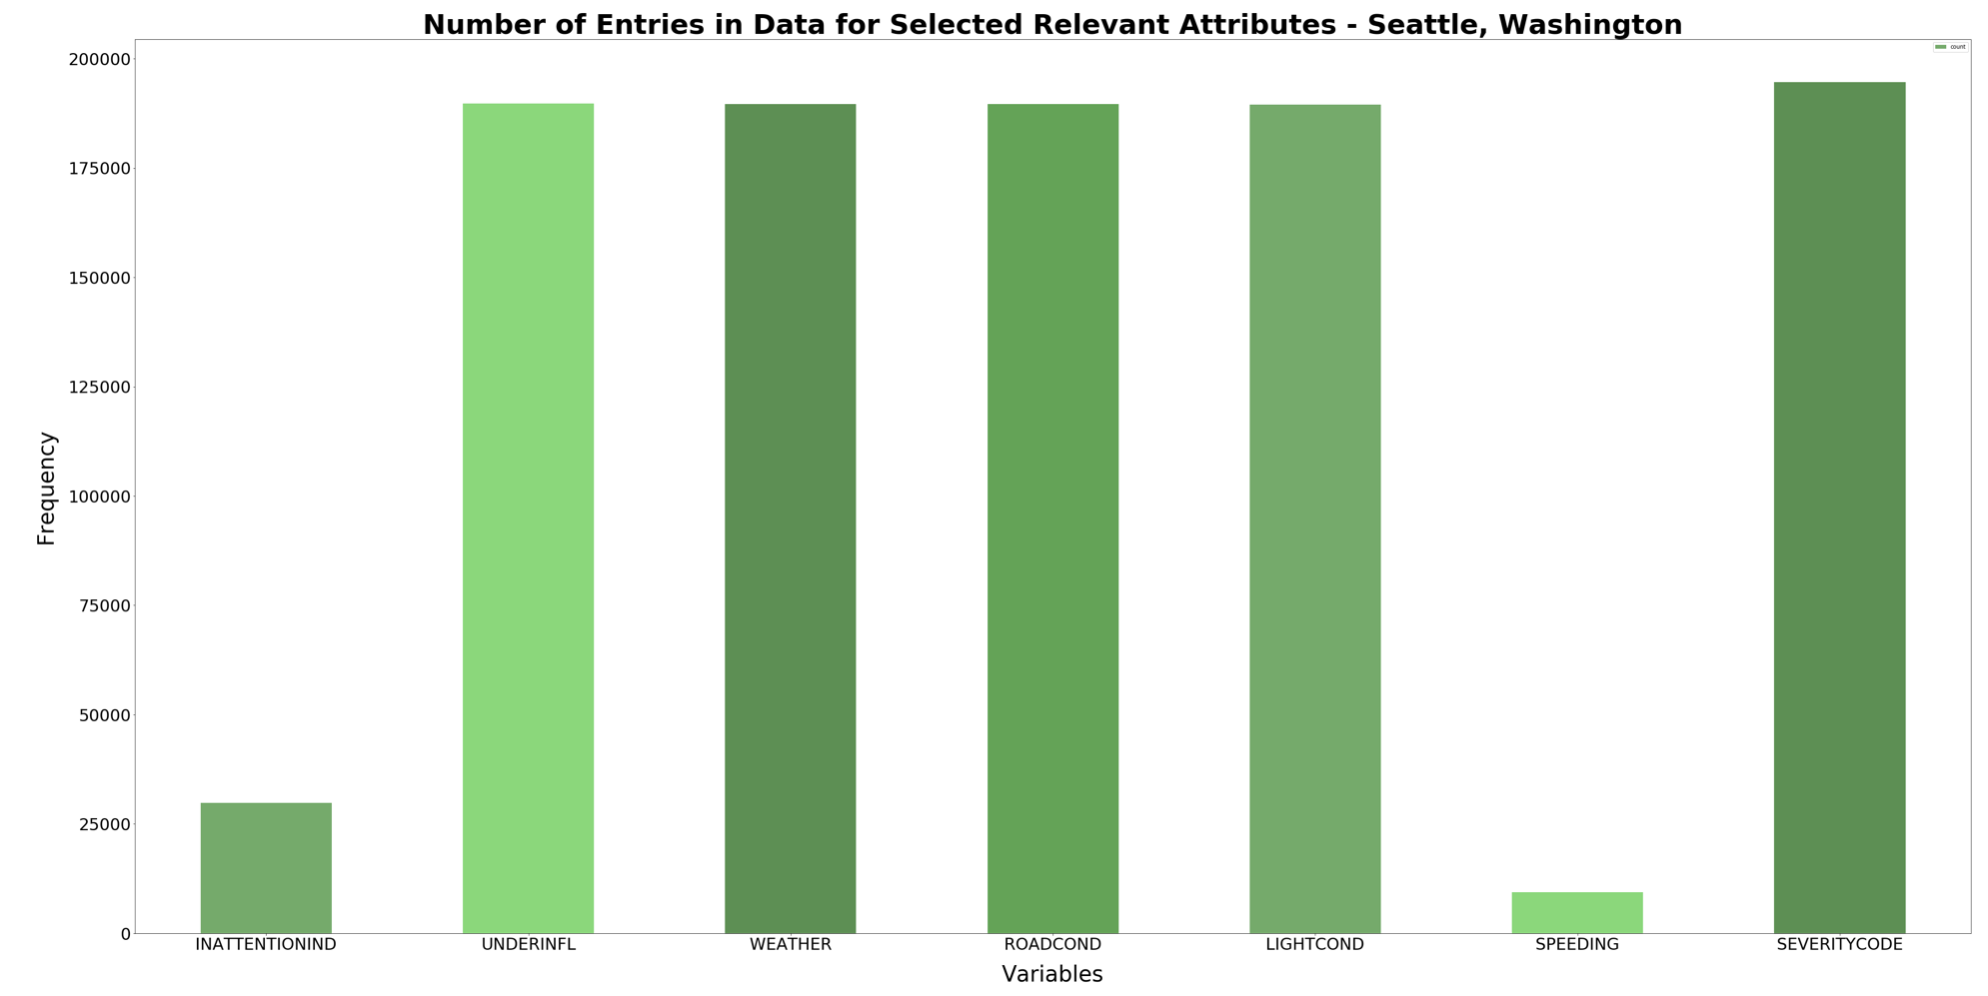 Number of Entries in Data for Selected Relevant Attributes - Seattle, Washington
count
200000
175000
150000
125000
100000
75000
50000
25000
0
Frequency
INATTENTIONIND UNDERINFL WEATHER ROADCOND LIGHTCOND SPEEDING SEVERITYCODE
Variables